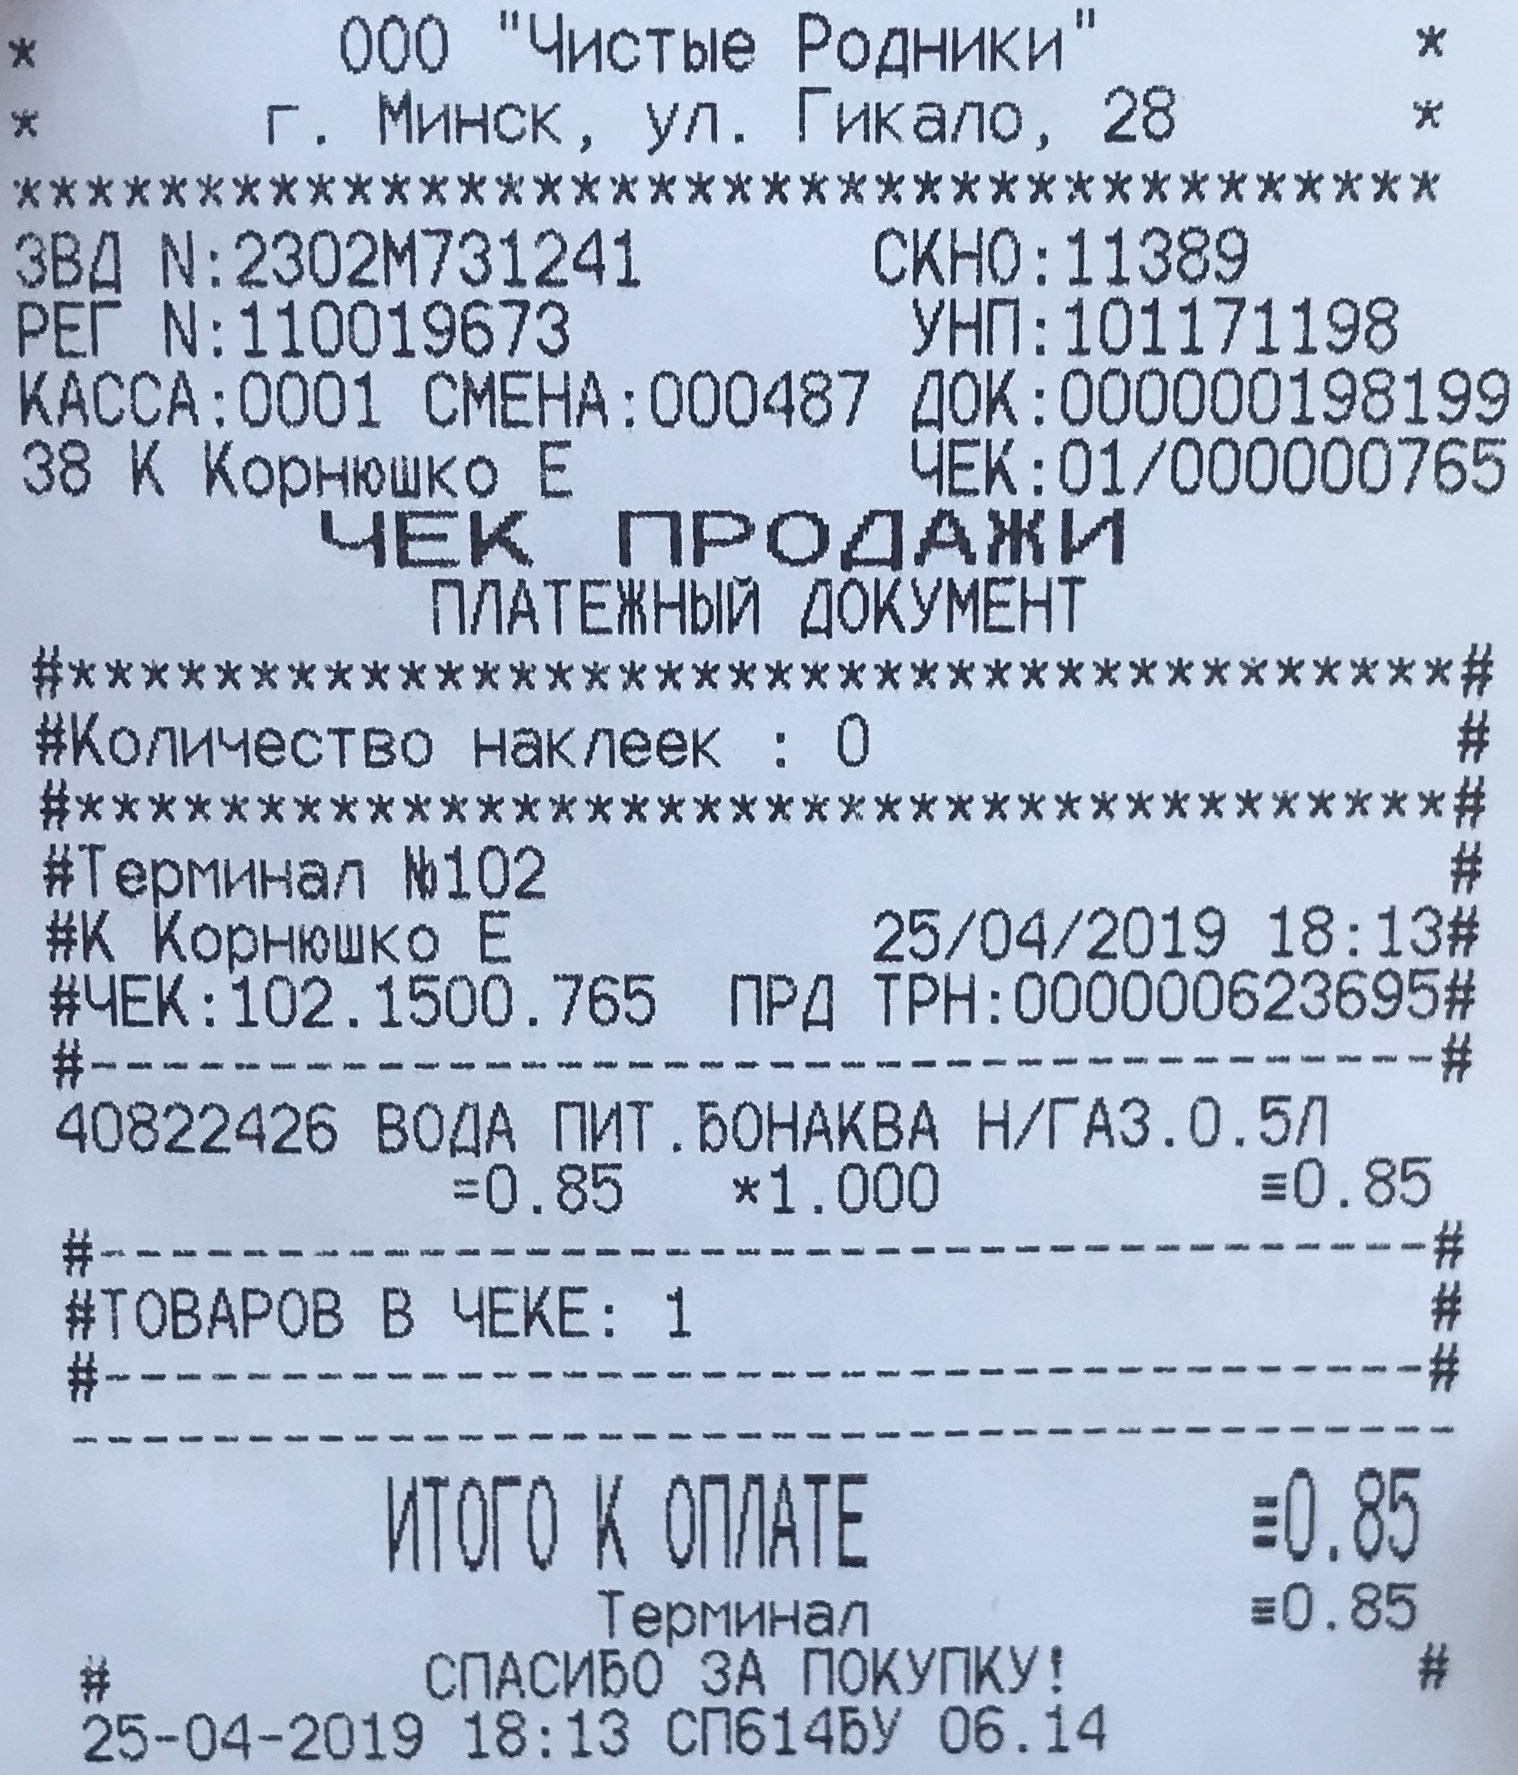 * ООО "Чистые Родники" *
* г. Минск, ул. Гикало, 28 *
***************************************
ЗВД N:2302М731241 СКНО:11389
РЕГ N:110019673 УНП:101171198
КАССА:0001 СМЕНА:000487 ДОК:000000198199
38 К Корнюшко Е ЧЕК:01/000000765
ЧЕК ПРОДАЖИ
ПЛАТЕЖНЫЙ ДОКУМЕНТ
#**************************************#
#Количество наклеек : 0 #
#**************************************#
#Терминал №102 #
#К Корнюшко Е 25/04/2019 18:13#
#ЧЕК:102.1500.765 ПРД ТРН:000000623695#
#--------------------------------------#
40822426 ВОДА ПИТ.БОНАКВА Н/ГАЗ.0.5Л
=0.85 *1.000 ≡0.85
#--------------------------------------#
#ТОВАРОВ В ЧЕКЕ: 1 #
#--------------------------------------#
----------------------------------------
ИТОГО К ОПЛАТЕ ≡0.85
Терминал ≡0.85
# СПАСИБО ЗА ПОКУПКУ! #
25-04-2019 18:13 СП614БУ 06.14